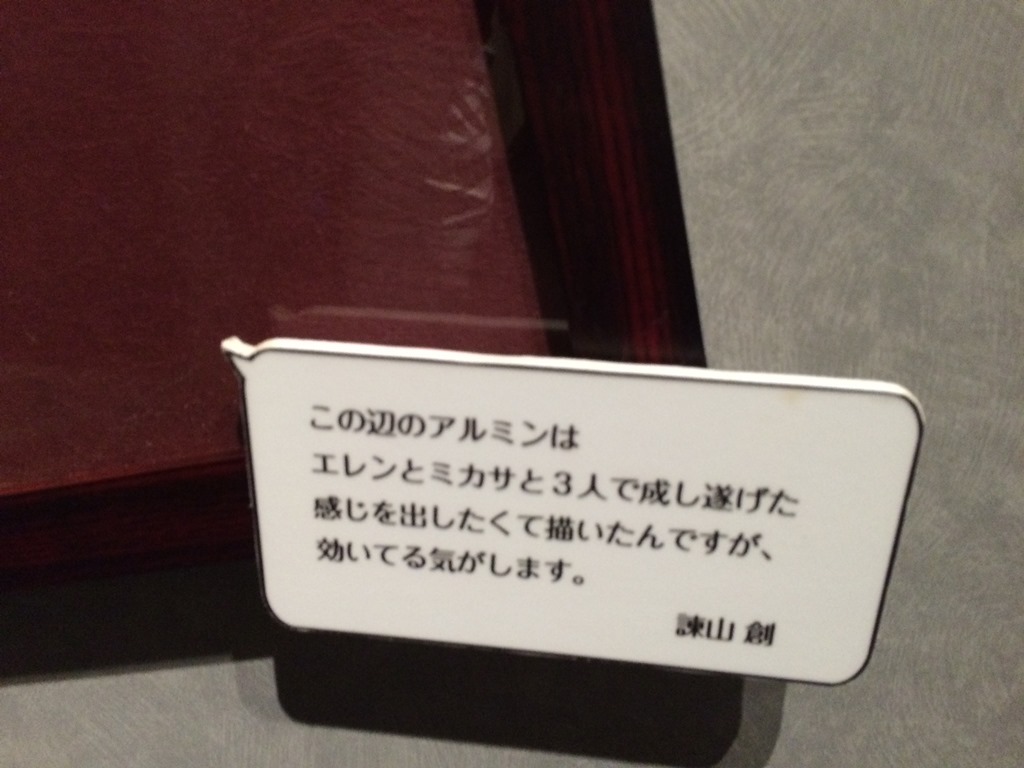 この辺のアルミンは
エレンとミカサと３人で成し遂げた
感じを出したくて描いたんですが、
効いてる気がします。
諫山 創